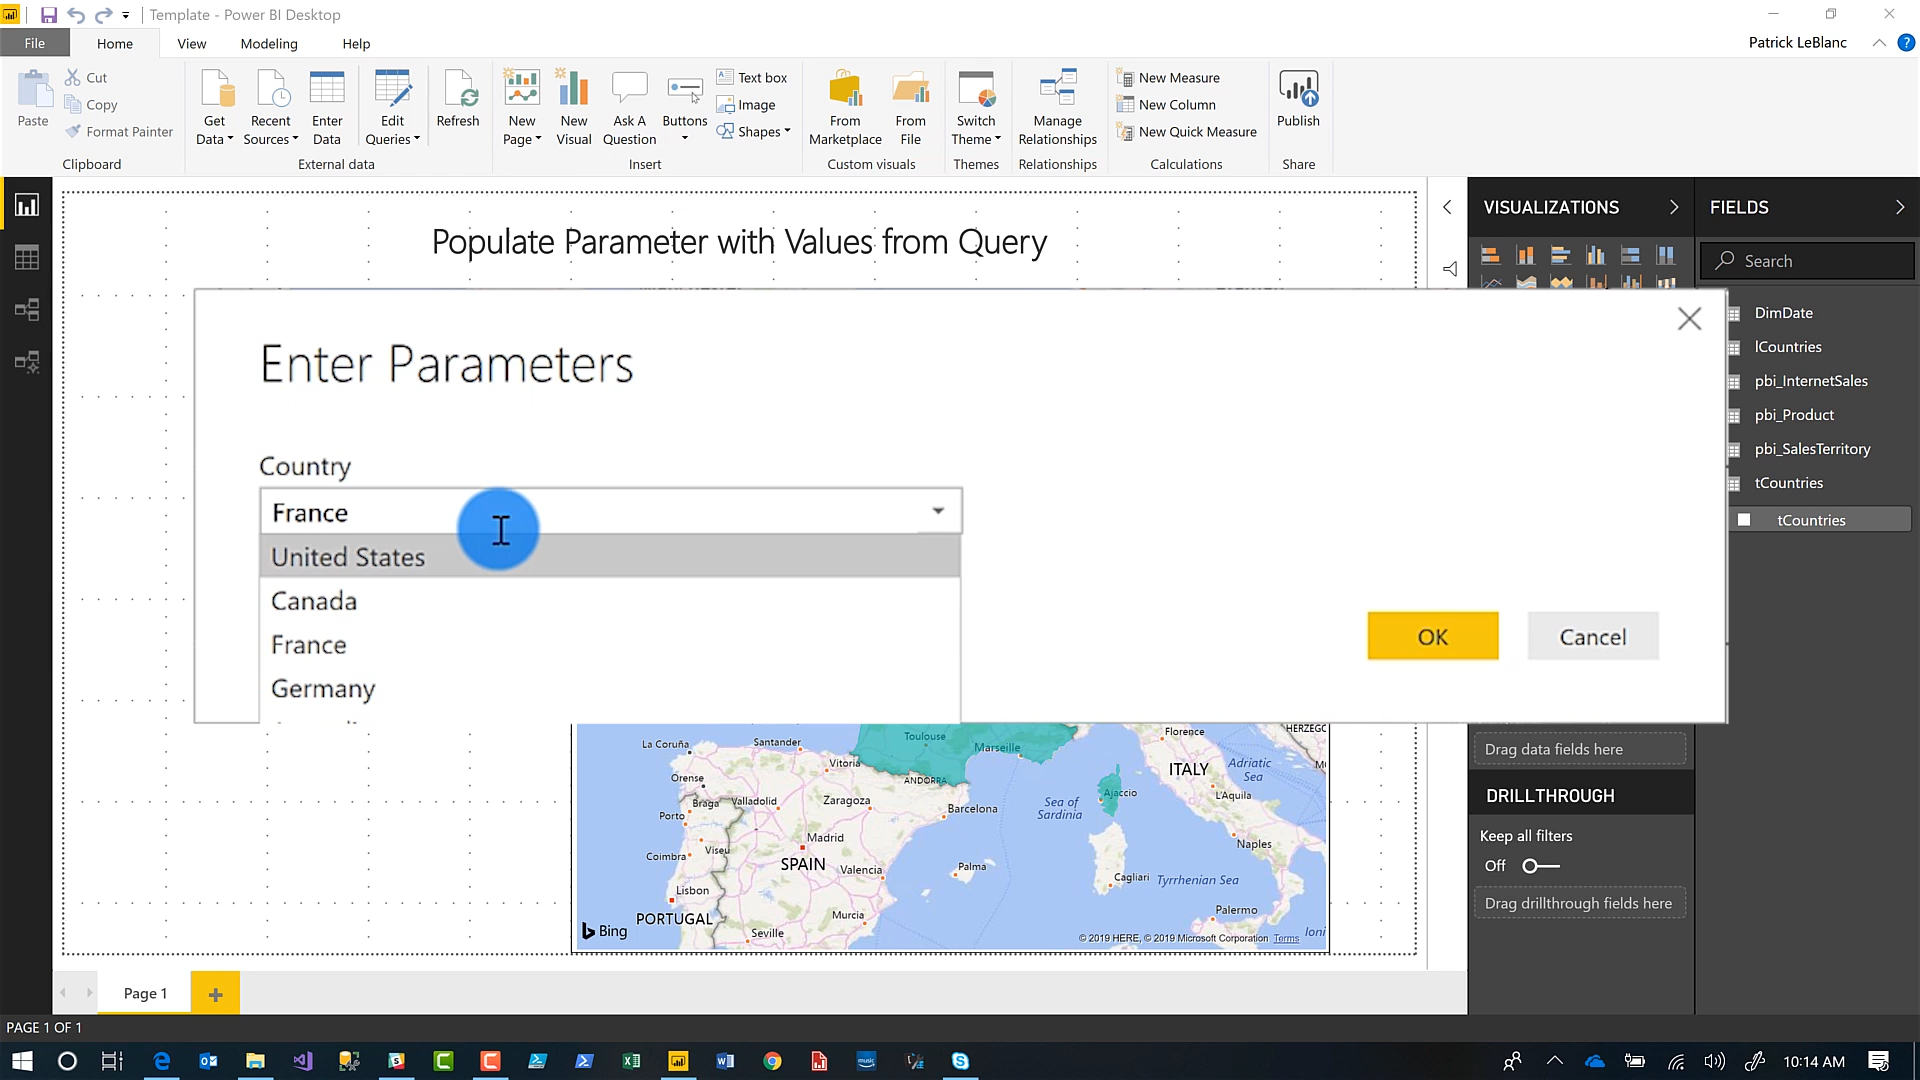 Template - Power BI Desktop
File
Home
View
Modeling
Help
Patrick LeBlanc
?
Paste
Cut
Copy
Format Painter
Clipboard
Get Data
Recent Sources
Enter Data
Edit Queries
External data
Refresh
New Page
New Visual
Ask A Question
Buttons
Text box
Image
Shapes
Insert
From Marketplace
From File
Custom visuals
Switch Theme
Themes
Manage Relationships
Relationships
New Measure
New Column
New Quick Measure
Calculations
Publish
Share
Populate Parameter with Values from Query
VISUALIZATIONS
FIELDS
Search
DimDate
lCountries
pbi_InternetSales
pbi_Product
pbi_SalesTerritory
tCountries
tCountries
Enter Parameters
Country
France
United States
Canada
France
Germany
OK
Cancel
La Coruña
Santander
Toulouse
Marseille
Florence
HERZEGO
Orense
Vitoria
ANDORRA
ITALY
Adriatic Sea
Braga
Valladolid
Zaragoza
Barcelona
Sea of Sardinia
Ajaccio
L'Aquila
Porto
Madrid
Naples
Coimbra
Viseu
SPAIN
Valencia
Palma
Cagliari
Tyrrhenian Sea
Lisbon
PORTUGAL
Murcia
Palermo
Seville
Bing
© 2019 HERE, © 2019 Microsoft Corporation Terms
Ioni
Drag data fields here
DRILLTHROUGH
Keep all filters
Off
Drag drillthrough fields here
Page 1
PAGE 1 OF 1
10:14 AM